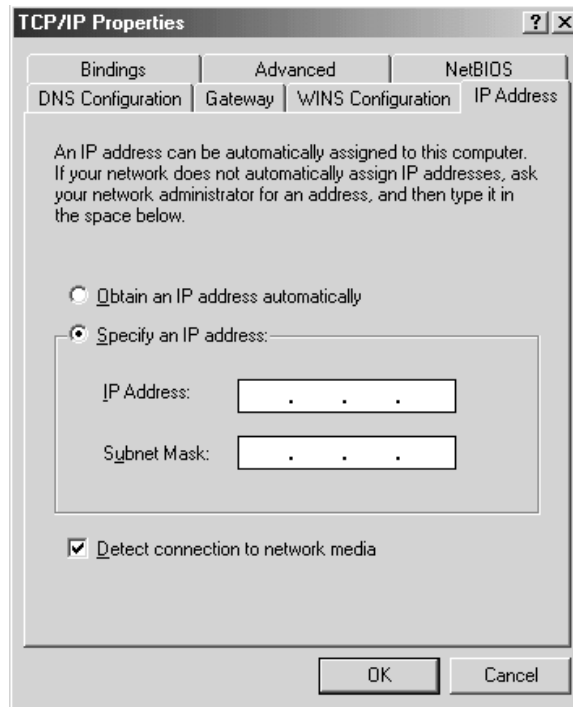 TCP/IP Properties
? ×
Bindings Advanced NetBIOS
DNS Configuration Gateway WINS Configuration IP Address
An IP address can be automatically assigned to this computer.
If your network does not automatically assign IP addresses, ask
your network administrator for an address, and then type it in
the space below.
Obtain an IP address automatically
Specify an IP address:
IP Address: . . .
Subnet Mask: . . .
Detect connection to network media
OK Cancel